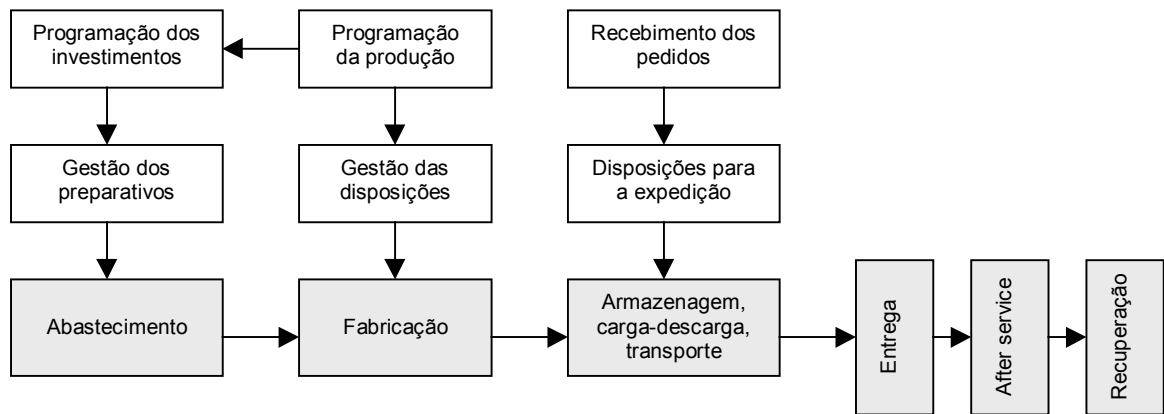 Programação dos
investimentos
Programação
da produção
Recebimento dos
pedidos
Gestão dos
preparativos
Gestão das
disposições
Disposições para
a expedição
Abastecimento
Fabricação
Armazenagem,
carga-descarga,
transporte
Entrega
After service
Recuperação